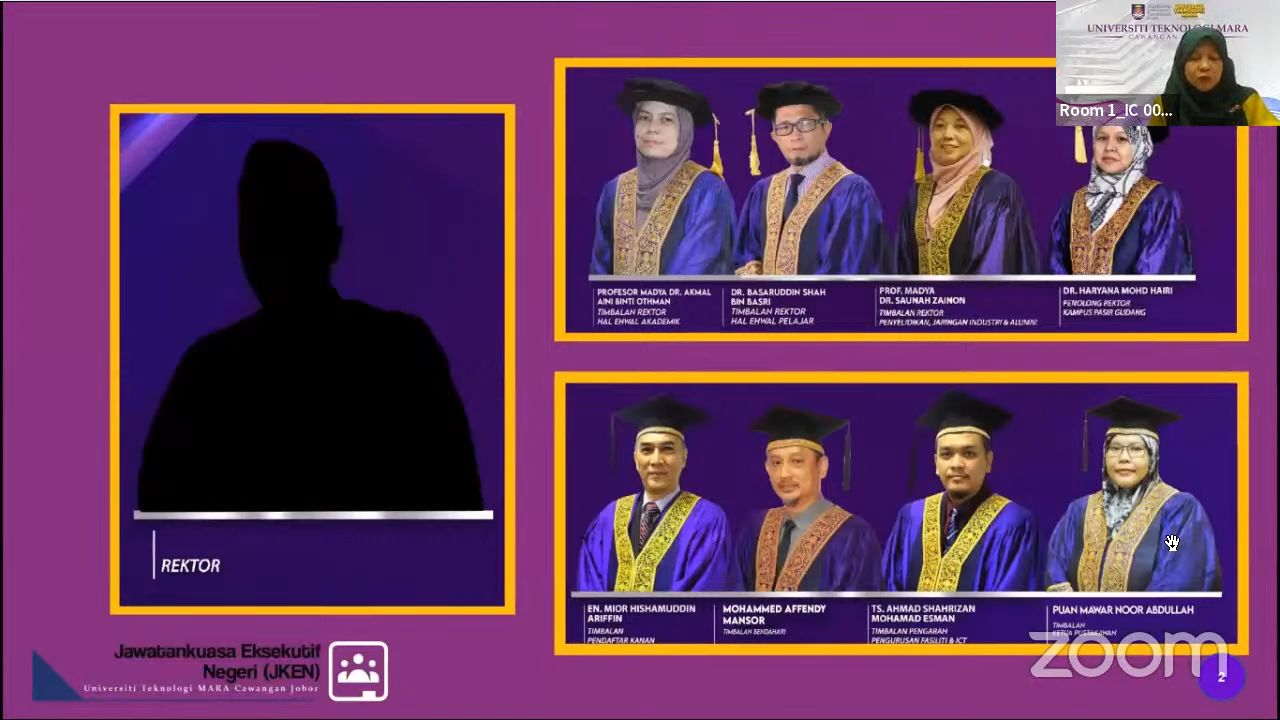 UNIVERSITI TEKNOLOGI MARA
Room 1_IC 00...
PROFESOR MADYA DR. AKMAL
AINI BINTI OTHMAN
TIMBALAN REKTOR
HAL EHWAL AKADEMIK
DR. BASARUDDIN SHAH
BIN BASRI
TIMBALAN REKTOR
HAL EHWAL PELAJAR
PROF. MADYA
DR. SAUNAH ZAINON
TIMBALAN REKTOR
PENYELIDIKAN, JARINGAN INDUSTRI & ALUMNI
DR. HARYANA MOHD HAIRI
PENOLONG REKTOR
KAMPUS PASIR GUDANG
REKTOR
EN. MIOR HISHAMUDDIN
ARIFFIN
TIMBALAN
PENDAFTAR KANAN
MOHAMMED AFFENDY
MANSOR
TIMBALAN BENDAHARI
TS. AHMAD SHAHRIZAN
MOHAMAD ESMAN
TIMBALAN PENGARAH
PENGURUSAN FASILITI & ICT
PUAN MAWAR NOOR ABDULLAH
TIMBALAN
KETUA PUSTAKAWAN
Jawatankuasa Eksekutif
Negeri (JKEN)
Universiti Teknologi MARA Cawangan Johor
zoom
2